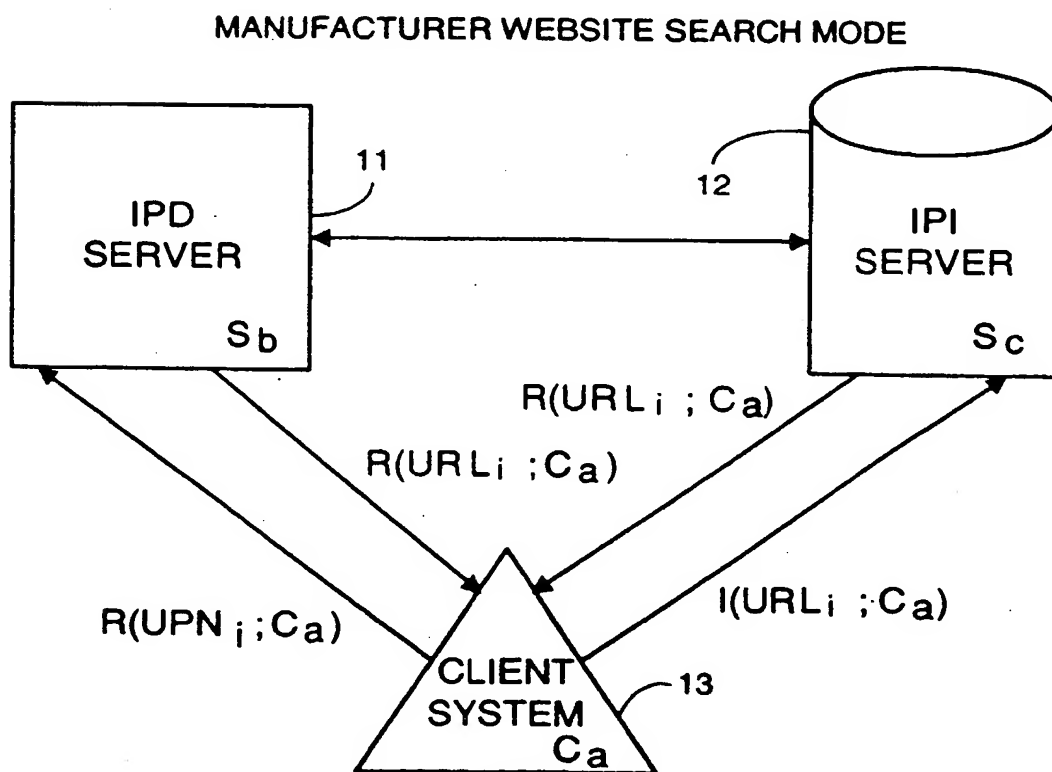 MANUFACTURER WEBSITE SEARCH MODE
11
12
IPD
SERVER
Sb
IPI
SERVER
Sc
R(URLi ;Ca)
R(URLi ;Ca)
R(UPNi ;Ca)
I(URLi ;Ca)
CLIENT
SYSTEM
Ca
13